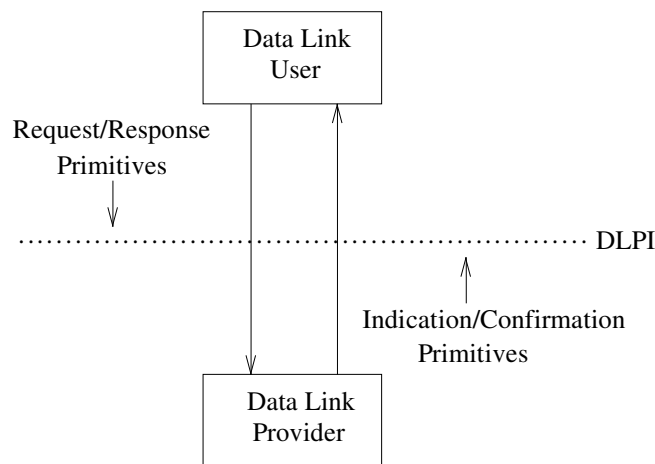 Data Link
User
Request/Response
Primitives
DLPI
Indication/Confirmation
Primitives
Data Link
Provider